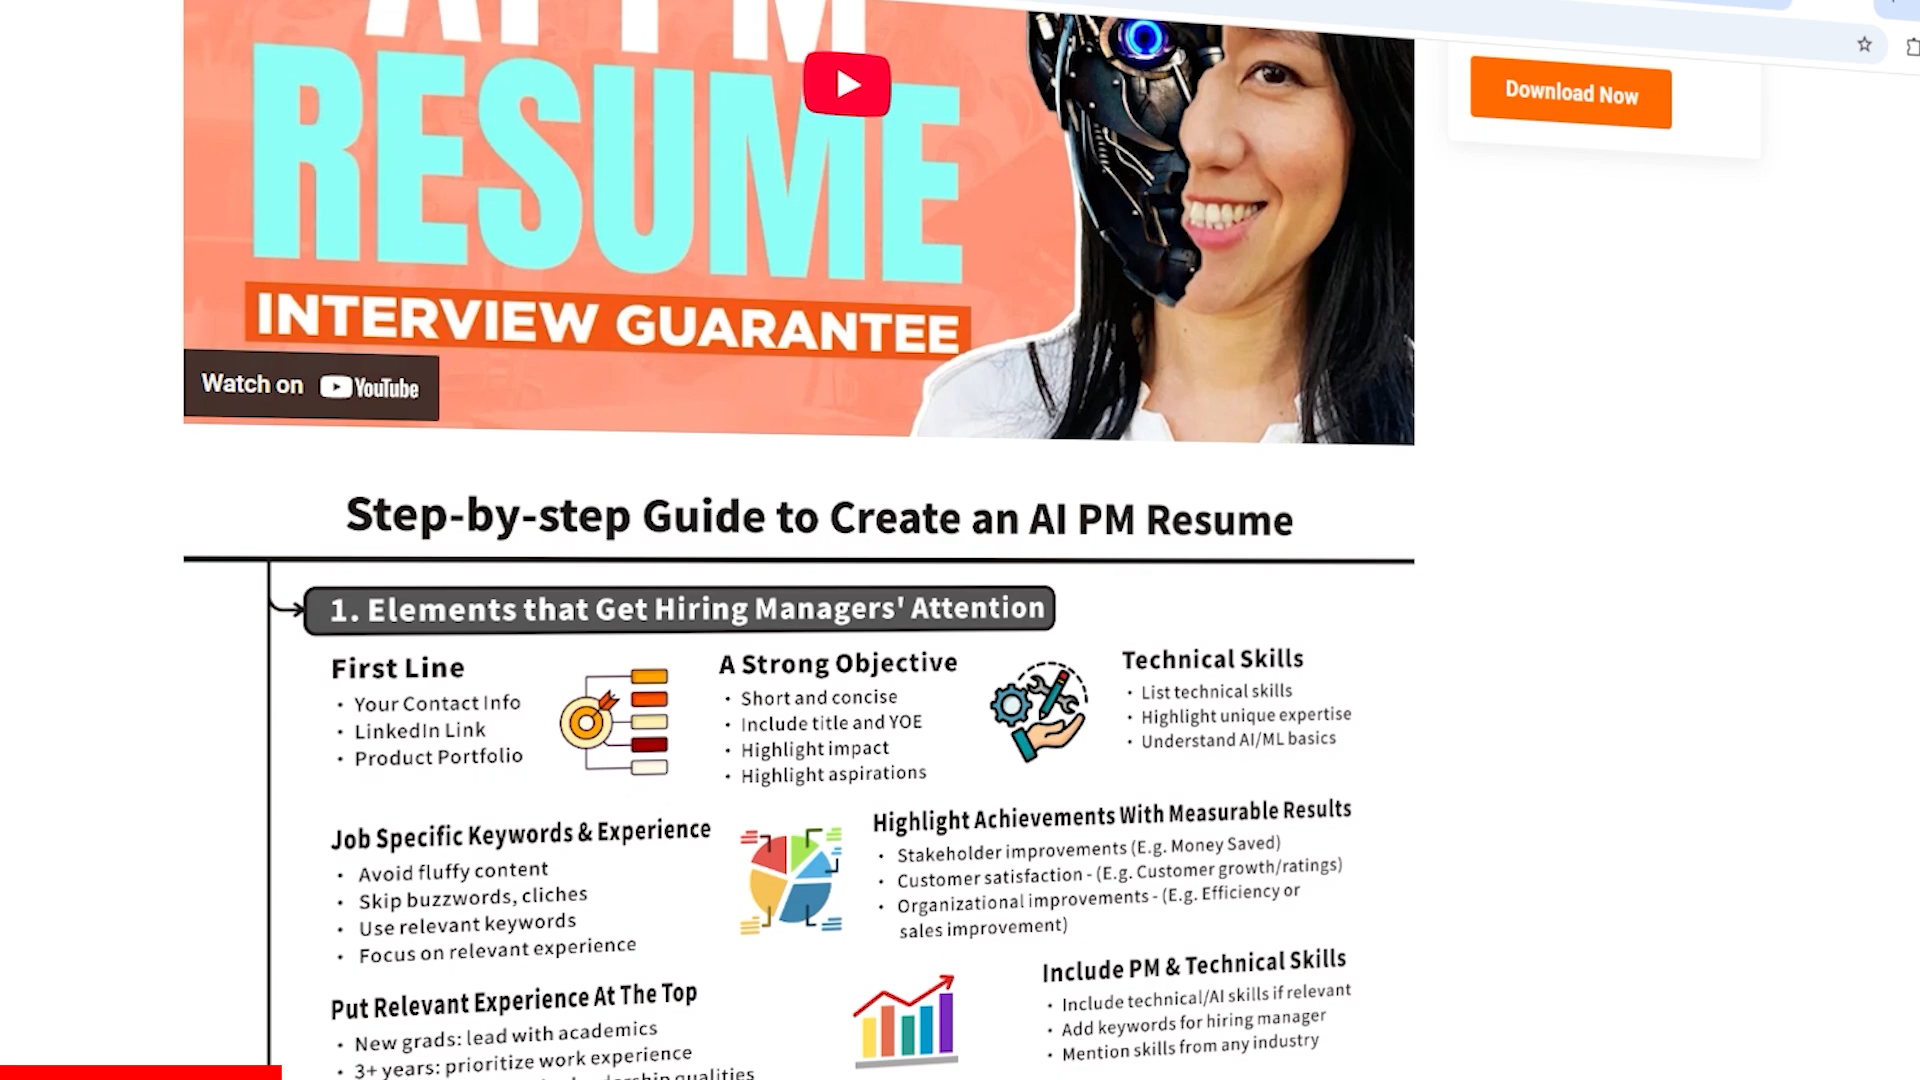 AI PM
RESUME
INTERVIEW GUARANTEE
Watch on YouTube
Download Now
Step-by-step Guide to Create an AI PM Resume
1. Elements that Get Hiring Managers' Attention
First Line
• Your Contact Info
• LinkedIn Link
• Product Portfolio
A Strong Objective
• Short and concise
• Include title and YOE
• Highlight impact
• Highlight aspirations
Technical Skills
• List technical skills
• Highlight unique expertise
• Understand AI/ML basics
Job Specific Keywords & Experience
• Avoid fluffy content
• Skip buzzwords, cliches
• Use relevant keywords
• Focus on relevant experience
Highlight Achievements With Measurable Results
• Stakeholder improvements (E.g. Money Saved)
• Customer satisfaction - (E.g. Customer growth/ratings)
• Organizational improvements - (E.g. Efficiency or
sales improvement)
Put Relevant Experience At The Top
• New grads: lead with academics
• 3+ years: prioritize work experience
qualities
Include PM & Technical Skills
• Include technical/AI skills if relevant
• Add keywords for hiring manager
• Mention skills from any industry